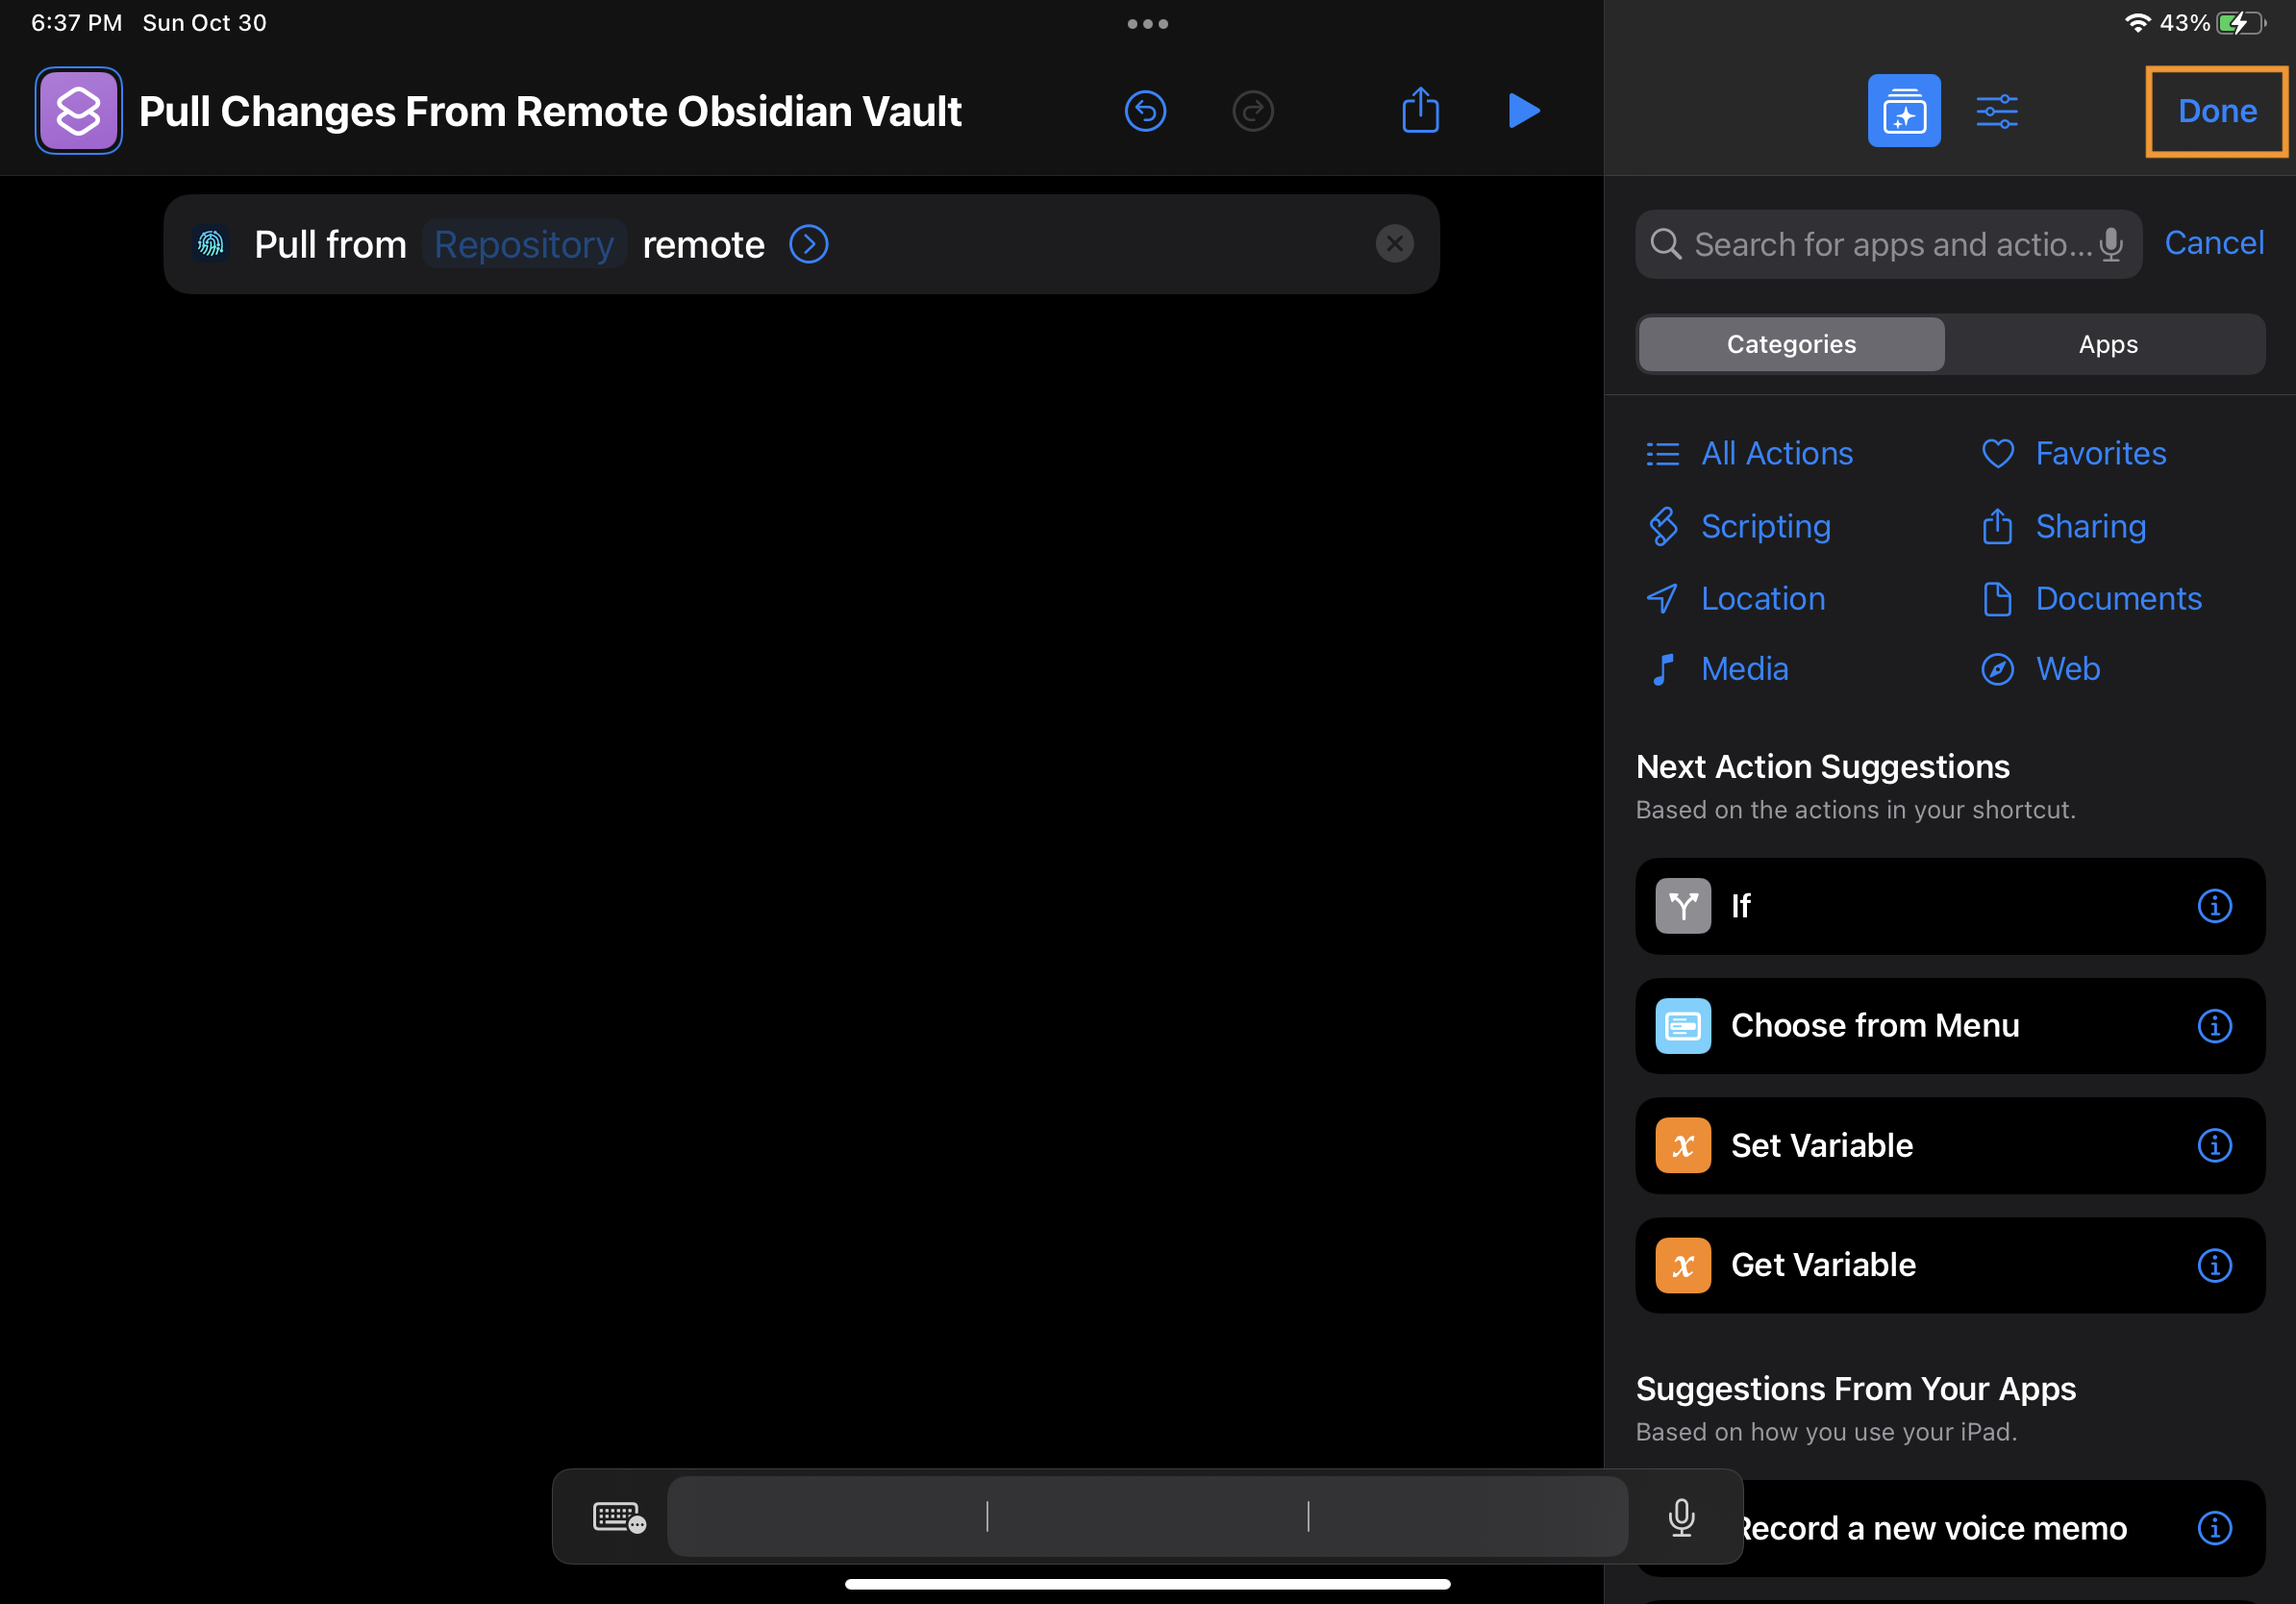 6:37 PM Sun Oct 30
43%
Pull Changes From Remote Obsidian Vault
Done
Pull from Repository remote
Search for apps and actio...
Cancel
Categories
Apps
All Actions
Favorites
Scripting
Sharing
Location
Documents
Media
Web
Next Action Suggestions
Based on the actions in your shortcut.
If
Choose from Menu
Set Variable
Get Variable
Suggestions From Your Apps
Based on how you use your iPad.
Record a new voice memo